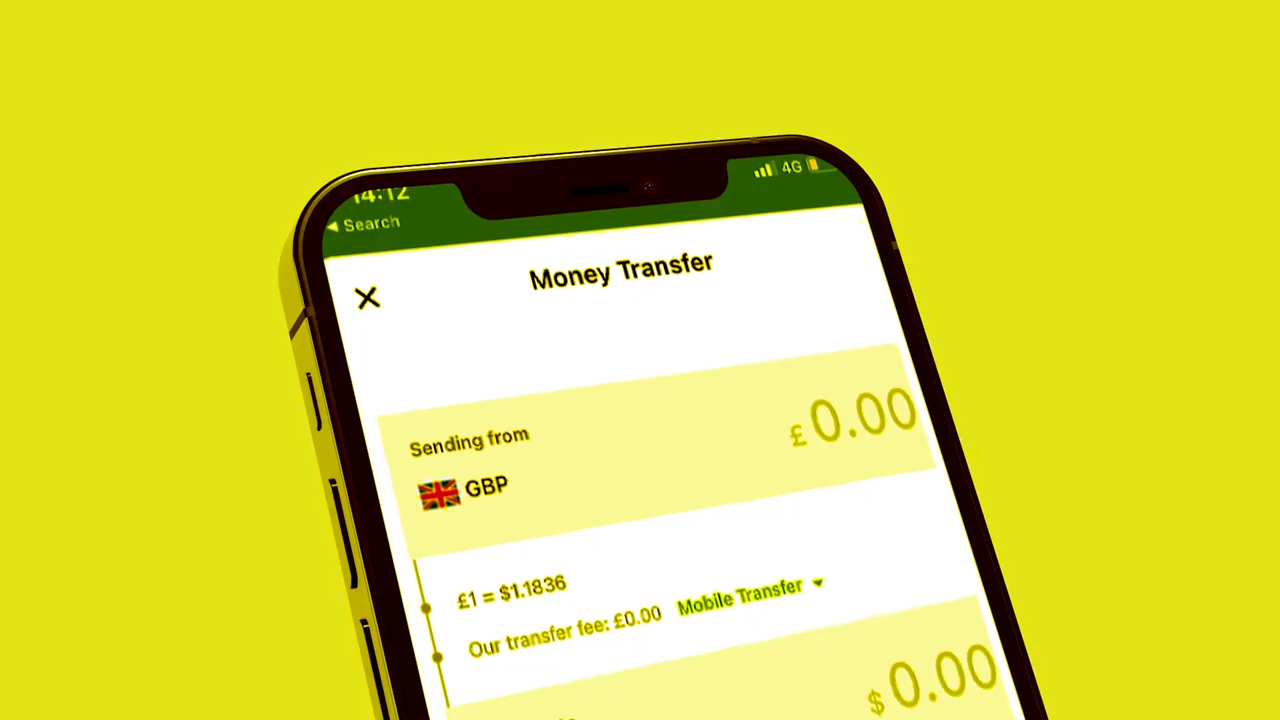 14:12
4G
◀ Search
Money Transfer
Sending from
£0.00
GBP
£1 = $1.1836
Our transfer fee: £0.00 Mobile Transfer
$0.00